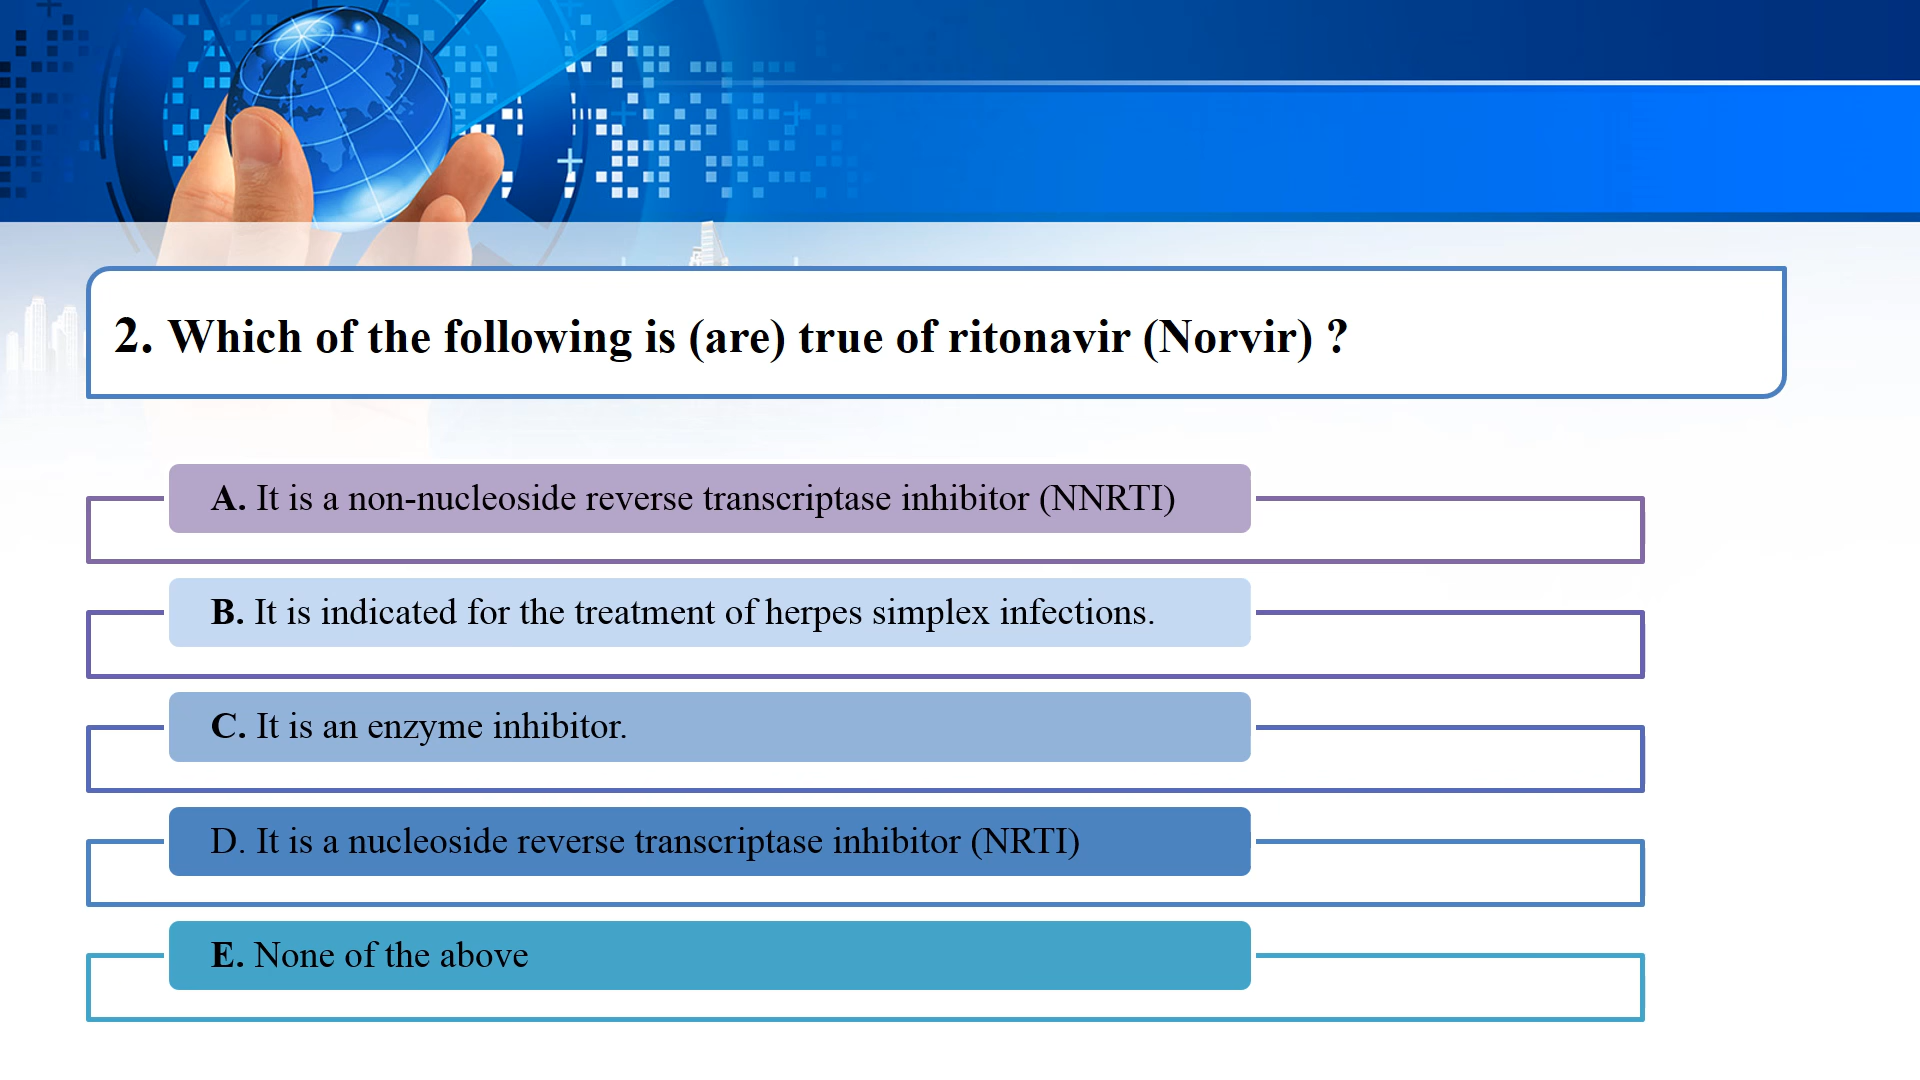 2. Which of the following is (are) true of ritonavir (Norvir) ?
A. It is a non-nucleoside reverse transcriptase inhibitor (NNRTI)
B. It is indicated for the treatment of herpes simplex infections.
C. It is an enzyme inhibitor.
D. It is a nucleoside reverse transcriptase inhibitor (NRTI)
E. None of the above